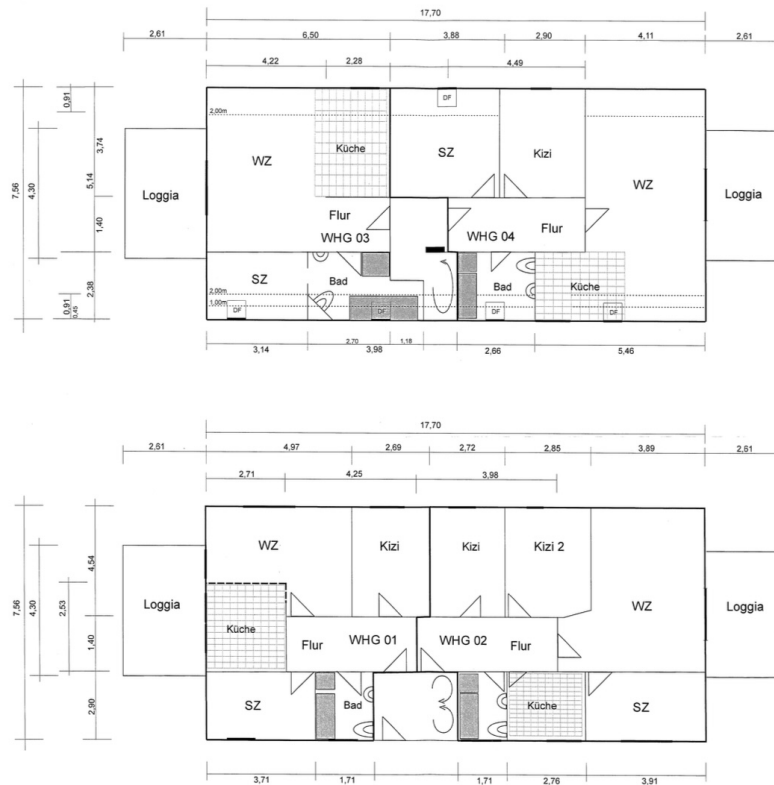 17,70
2,61 6,50 3,88 2,90 4,11 2,61
4,22 2,28 4,49
0,91
2,00m
DF
3,74
WZ Küche SZ Kizi WZ
7,56 4,30 5,14
Loggia Loggia
1,40
Flur Flur
WHG 03 WHG 04
SZ Bad Bad Küche
2,38
0,91 0,45
2,00m
1,00m
DF DF DF DF
2,70 1,18
3,14 3,98 2,66 5,46
17,70
2,61 4,97 2,69 2,72 2,85 3,89 2,61
2,71 4,25 3,98
WZ Kizi Kizi Kizi 2
4,54
7,56 4,30 2,53
Loggia WZ Loggia
Küche
1,40
Flur WHG 01 WHG 02 Flur
2,90
SZ Bad Küche SZ
3,71 1,71 1,71 2,76 3,91